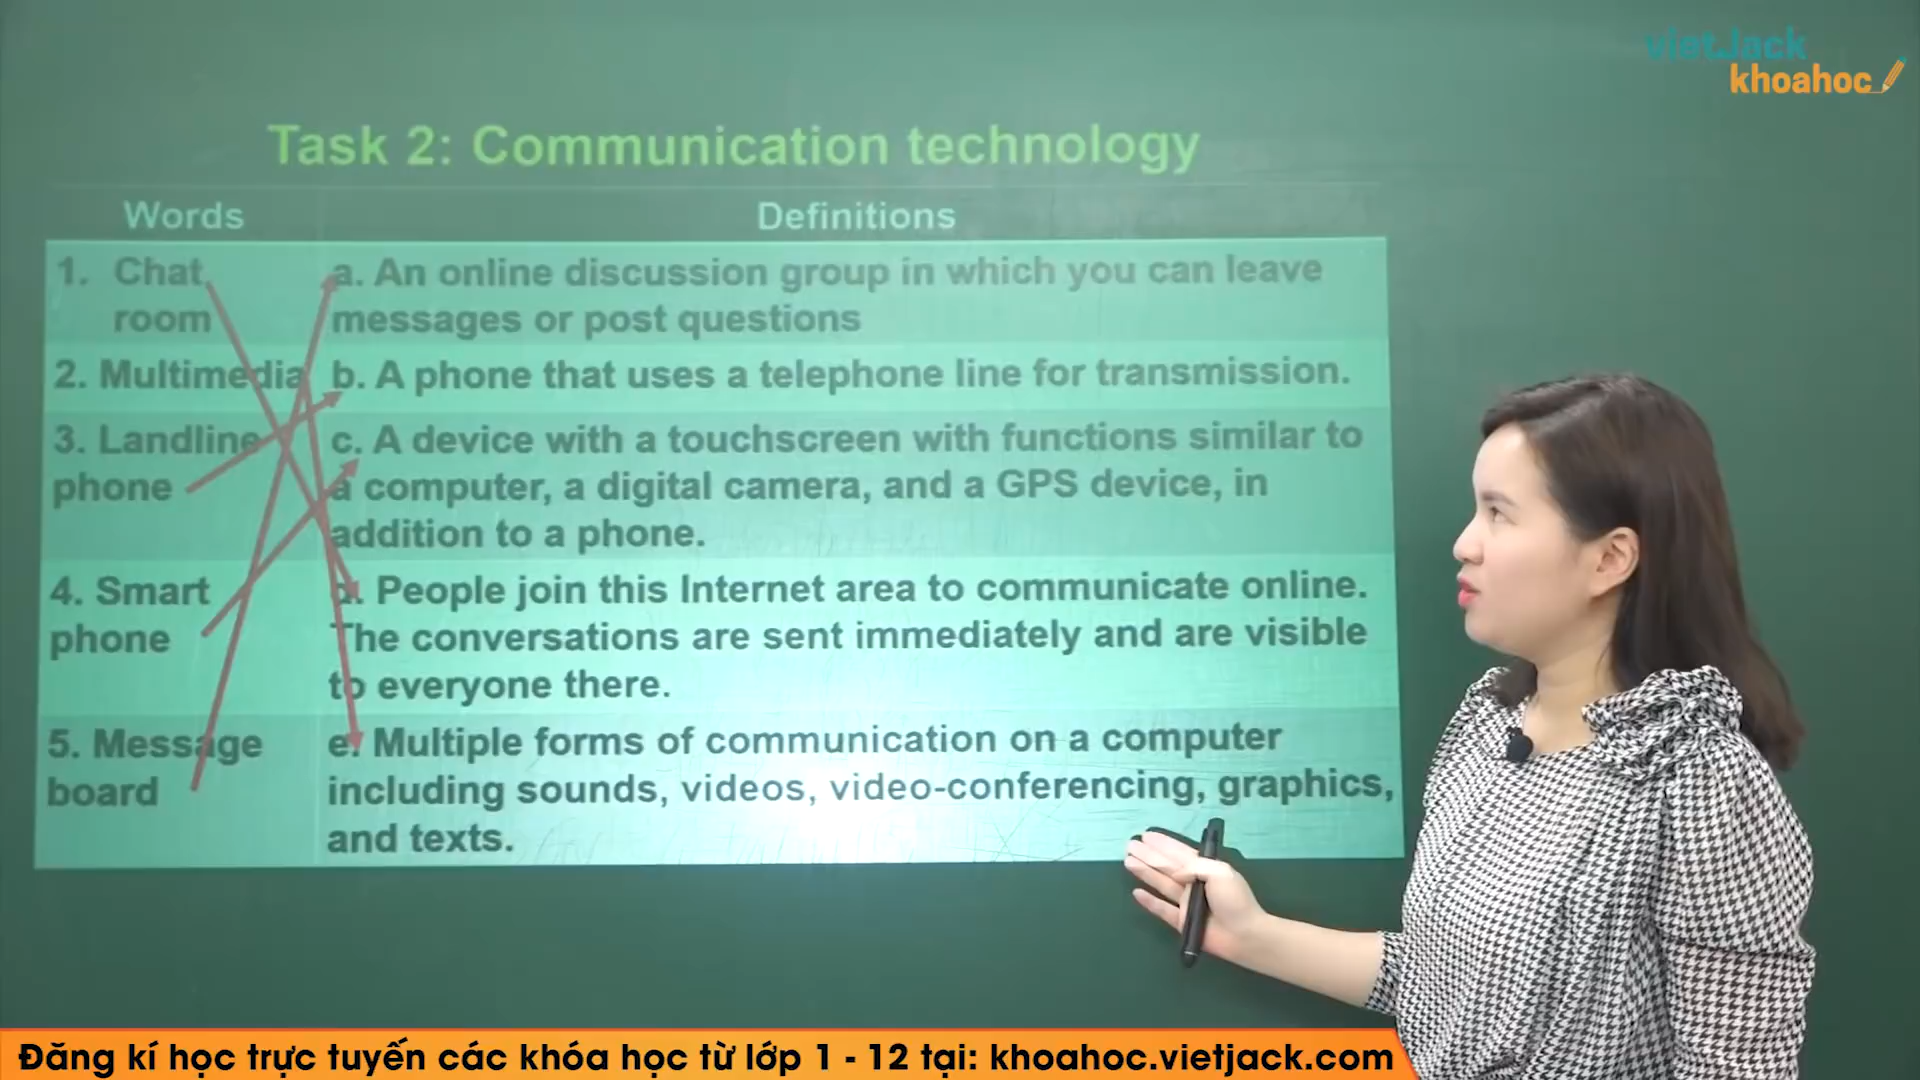 vietJack
khoahoc
Task 2: Communication technology
Words
Definitions
1. Chat
room
a. An online discussion group in which you can leave
messages or post questions
2. Multimedia
b. A phone that uses a telephone line for transmission.
3. Landline
phone
c. A device with a touchscreen with functions similar to
a computer, a digital camera, and a GPS device, in
addition to a phone.
4. Smart
phone
d. People join this Internet area to communicate online.
The conversations are sent immediately and are visible
to everyone there.
5. Message
board
e. Multiple forms of communication on a computer
including sounds, videos, video-conferencing, graphics,
and texts.
Đăng kí học trực tuyến các khóa học từ lớp 1 - 12 tại: khoahoc.vietjack.com